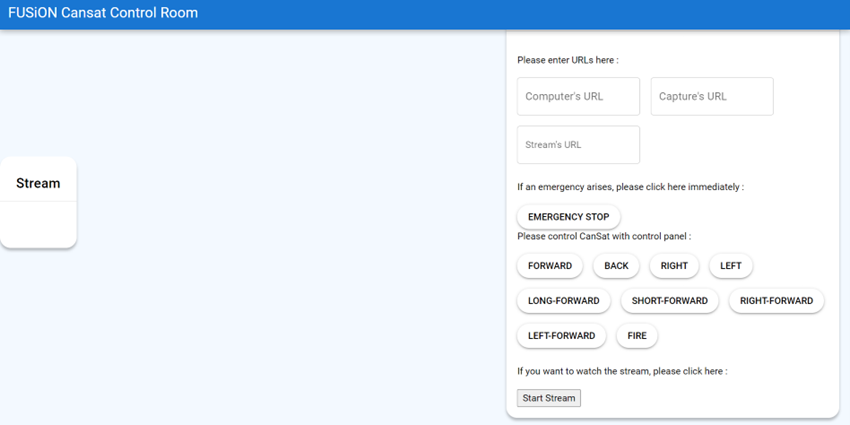 FUSiON Cansat Control Room
Stream
Please enter URLs here :
Computer's URL Capture's URL
Stream's URL
If an emergency arises, please click here immediately :
EMERGENCY STOP
Please control CanSat with control panel :
FORWARD BACK RIGHT LEFT
LONG-FORWARD SHORT-FORWARD RIGHT-FORWARD
LEFT-FORWARD FIRE
If you want to watch the stream, please click here :
Start Stream